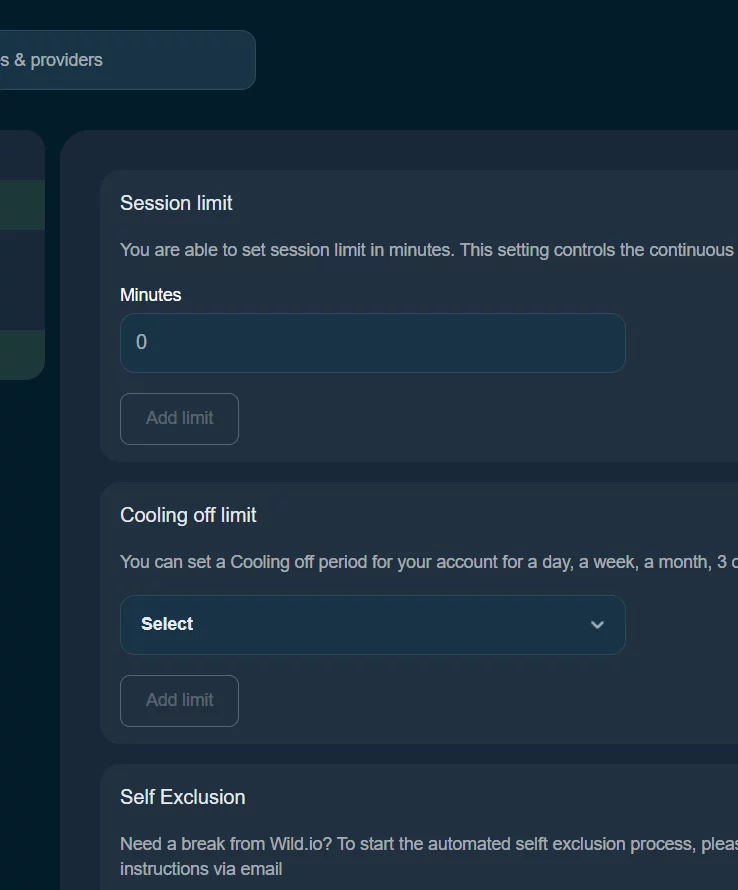 s & providers
Session limit
You are able to set session limit in minutes. This setting controls the continuous
Minutes
0
Add limit
Cooling off limit
You can set a Cooling off period for your account for a day, a week, a month, 3 o
Select
Add limit
Self Exclusion
Need a break from Wild.io? To start the automated selft exclusion process, pleas
instructions via email